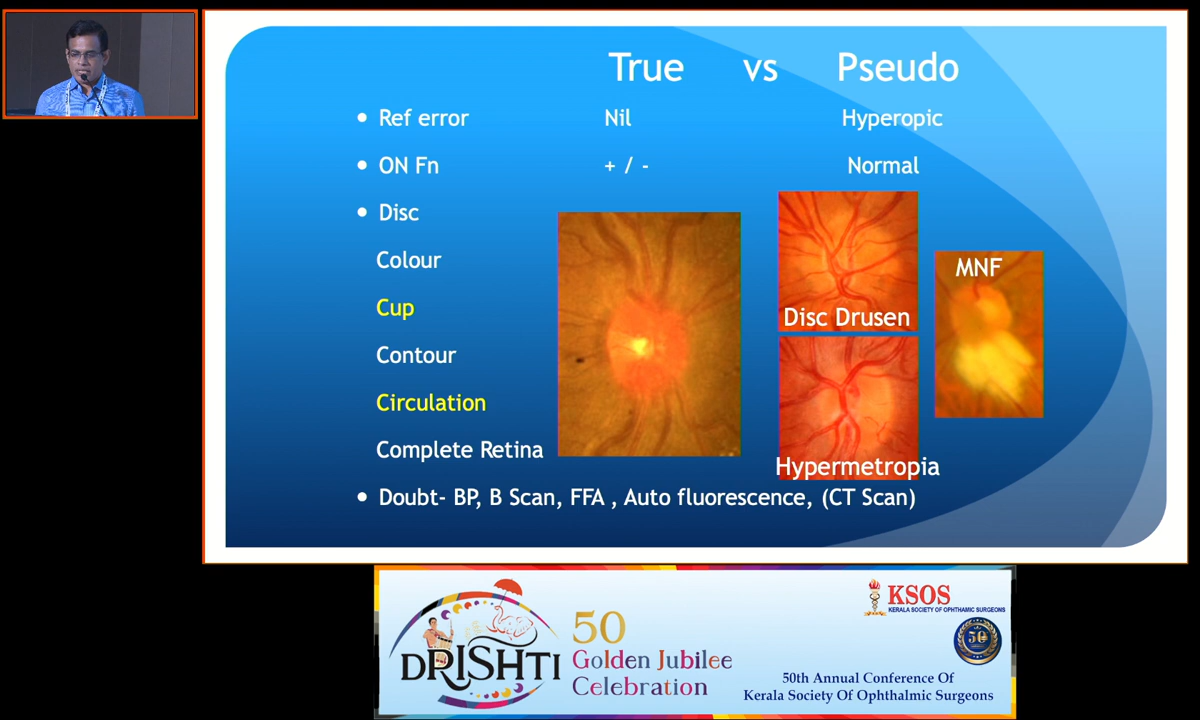 True vs Pseudo
• Ref error Nil Hyperopic
• ON Fn + / - Normal
• Disc
Colour
Cup
Contour
Circulation
Complete Retina
Disc Drusen
MNF
Hypermetropia
• Doubt- BP, B Scan, FFA , Auto fluorescence, (CT Scan)
DRISHTI
50
Golden Jubilee
Celebration
KSOS
KERALA SOCIETY OF OPHTHAMIC SURGEONS
50
50th Annual Conference Of
Kerala Society Of Ophthalmic Surgeons